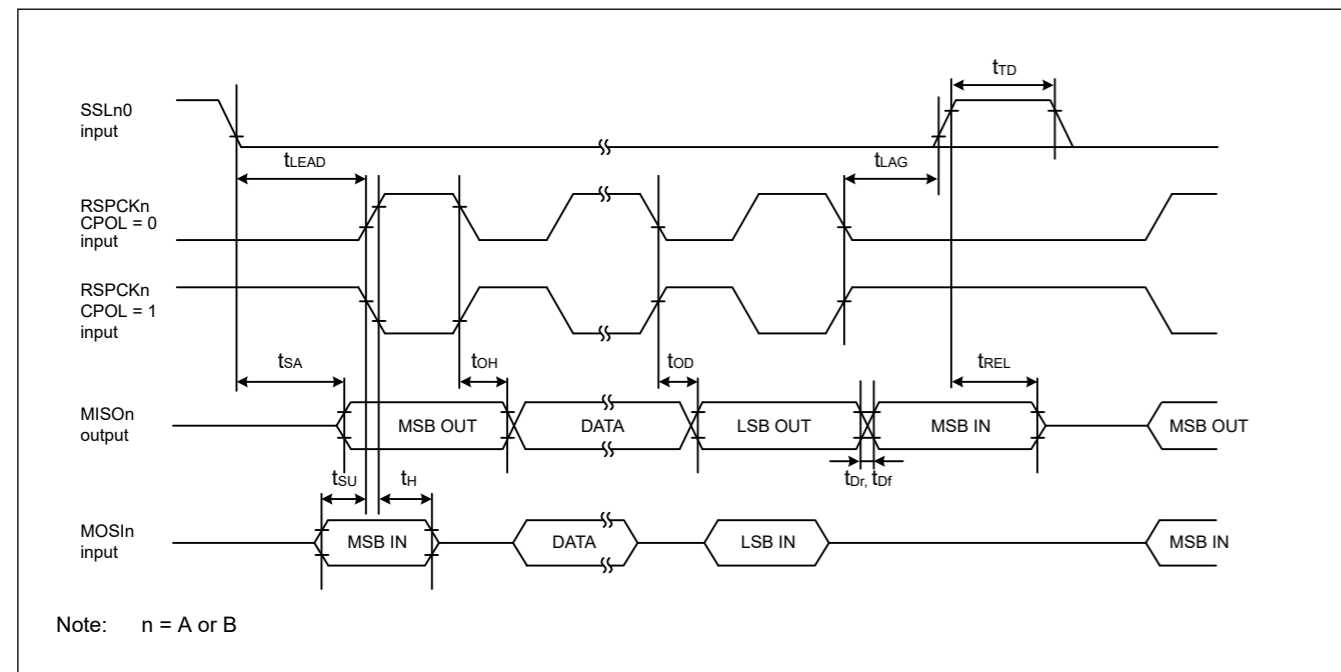 tTD
SSLn0
input
tLEAD
tLAG
RSPCKn
CPOL = 0
input
RSPCKn
CPOL = 1
input
tSA
tOH
tOD
tREL
MISOn
output
MSB OUT
DATA
LSB OUT
MSB IN
MSB OUT
tSU
tH
tDr, tDf
MOSIn
input
MSB IN
DATA
LSB IN
MSB IN
Note: n = A or B